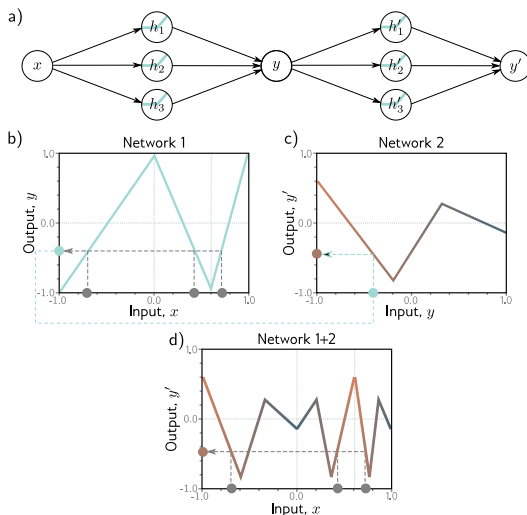 a)
x
h₁
h₂
h₃
y
h′₁
h′₂
h′₃
y′
b)
Network 1
1.0
0.0
-1.0
Output, y
-1.0 0.0 1.0
Input, x
c)
Network 2
1.0
0.0
-1.0
Output, y′
-1.0 0.0 1.0
Input, y
d)
Network 1+2
1.0
0.0
-1.0
Output, y′
-1.0 0.0 1.0
Input, x